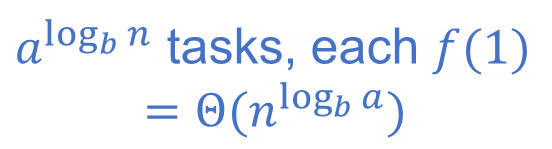 a^{log_b n} tasks, each f(1)
= Θ(n^{log_b a})